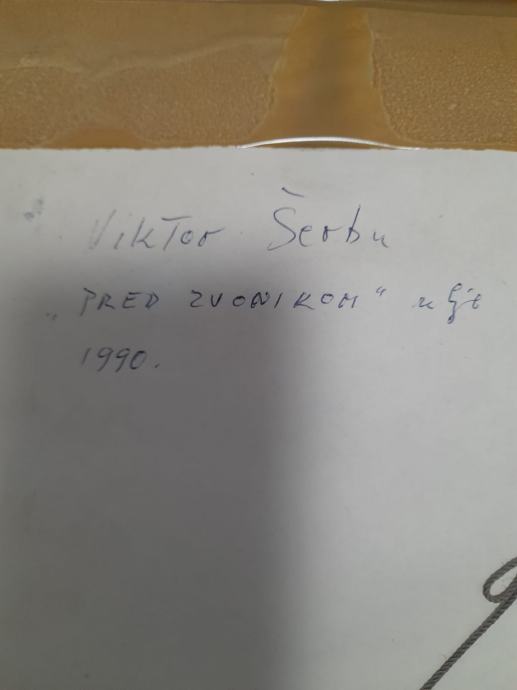 Viktor Šerbu
„PRED ZVONIKOM“ ulje
1990.